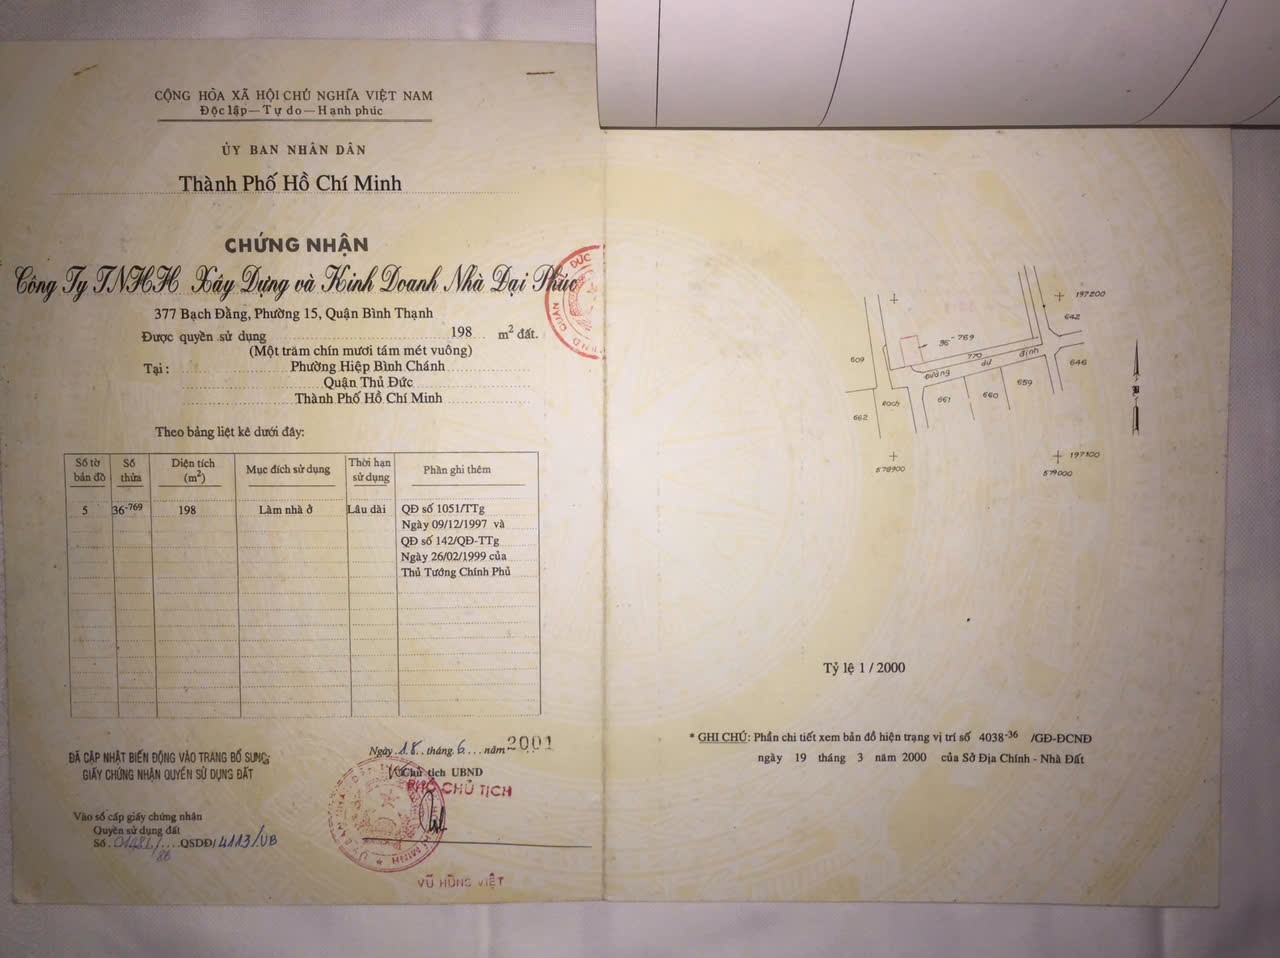 CỘNG HÒA XÃ HỘI CHỦ NGHĨA VIỆT NAM
Độc lập — Tự do — Hạnh phúc
ỦY BAN NHÂN DÂN
Thành Phố Hồ Chí Minh
CHỨNG NHẬN
Công Ty TNHH Xây Dựng và Kinh Doanh Nhà Đại Phúc
377 Bạch Đằng, Phường 15, Quận Bình Thạnh
Được quyền sử dụng 198 m² đất.
(Một trăm chín mươi tám mét vuông)
Tại : Phường Hiệp Bình Chánh
Quận Thủ Đức
Thành Phố Hồ Chí Minh
Theo bảng liệt kê dưới đây:
Số tờ bản đồ
Số thửa
Diện tích (m²)
Mục đích sử dụng
Thời hạn sử dụng
Phần ghi thêm
5 36-769 198 Làm nhà ở Lâu dài QĐ số 1051/TTg
Ngày 09/12/1997 và
QĐ số 142/QĐ-TTg
Ngày 26/02/1999 của
Thủ Tướng Chính Phủ
ĐÃ CẬP NHẬT BIẾN ĐỘNG VÀO TRANG BỔ SUNG
GIẤY CHỨNG NHẬN QUYỀN SỬ DỤNG ĐẤT
Vào sổ cấp giấy chứng nhận
Quyền sử dụng đất
QSDĐ/4113/UB
Ngày 18 tháng 6 năm 2001
Chủ tịch UBND
PHÓ CHỦ TỊCH
VŨ HÙNG VIỆT
197200
642
36-769
609
770
đường dự định
646
659
660
661
Rạch
662
578900
197100
579000
Tỷ lệ 1 / 2000
* GHI CHÚ: Phần chi tiết xem bản đồ hiện trạng vị trí số 4038-36 /GĐ-ĐCNĐ
ngày 19 tháng 3 năm 2000 của Sở Địa Chính - Nhà Đất